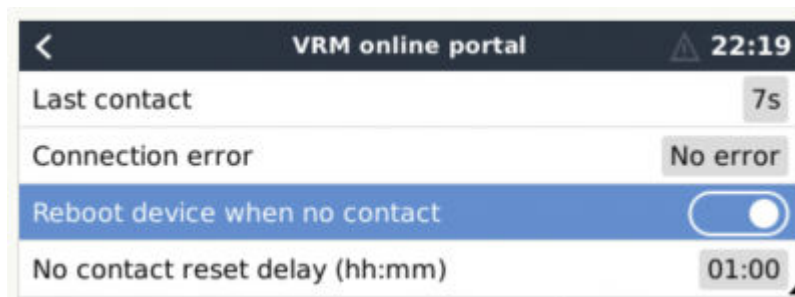 VRM online portal 22:19
Last contact 7s
Connection error No error
Reboot device when no contact
No contact reset delay (hh:mm) 01:00